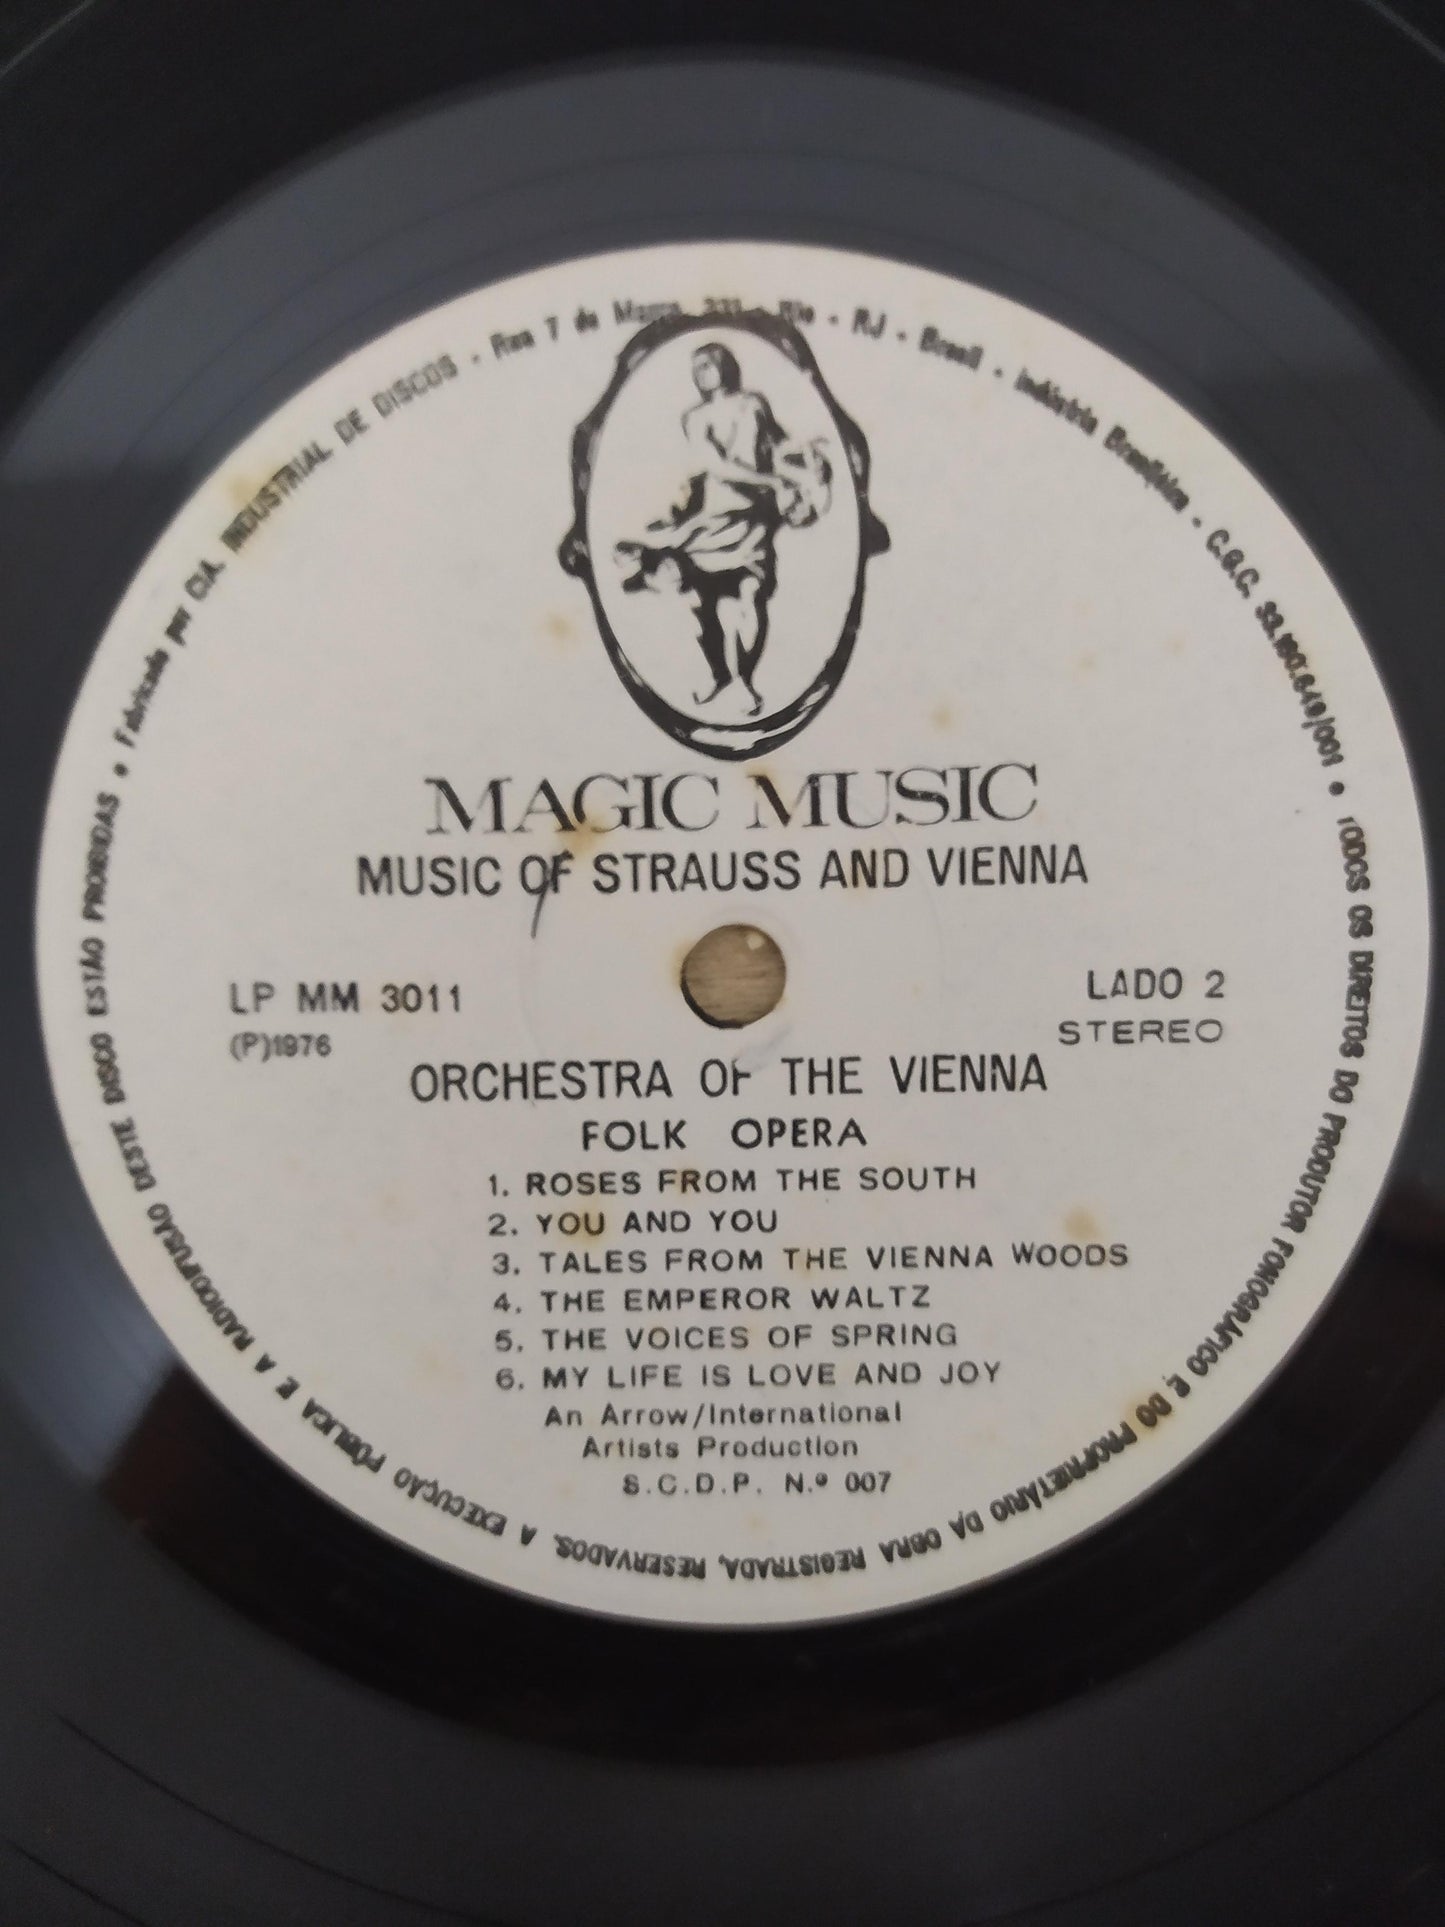 Fabricado por CIA. INDUSTRIAL DE DISCOS - Rua 7 de Março, - Rio - RJ - Brasil - Indústria Brasileira - C.G.C. 33.160.649/001 • TODOS OS DIREITOS DO PRODUTOR FONOGRÁFICO E DO PROPRIETÁRIO DA OBRA REGISTRADA, RESERVADOS. A EXECUÇÃO PÚBLICA E A RADIODIFUSÃO DESTE DISCO ESTÃO PROIBIDAS •
MAGIC MUSIC
MUSIC OF STRAUSS AND VIENNA
LP MM 3011
(P)1976
LADO 2
STEREO
ORCHESTRA OF THE VIENNA
FOLK OPERA
1. ROSES FROM THE SOUTH
2. YOU AND YOU
3. TALES FROM THE VIENNA WOODS
4. THE EMPEROR WALTZ
5. THE VOICES OF SPRING
6. MY LIFE IS LOVE AND JOY
An Arrow/International
Artists Production
S.C.D.P. N.º 007